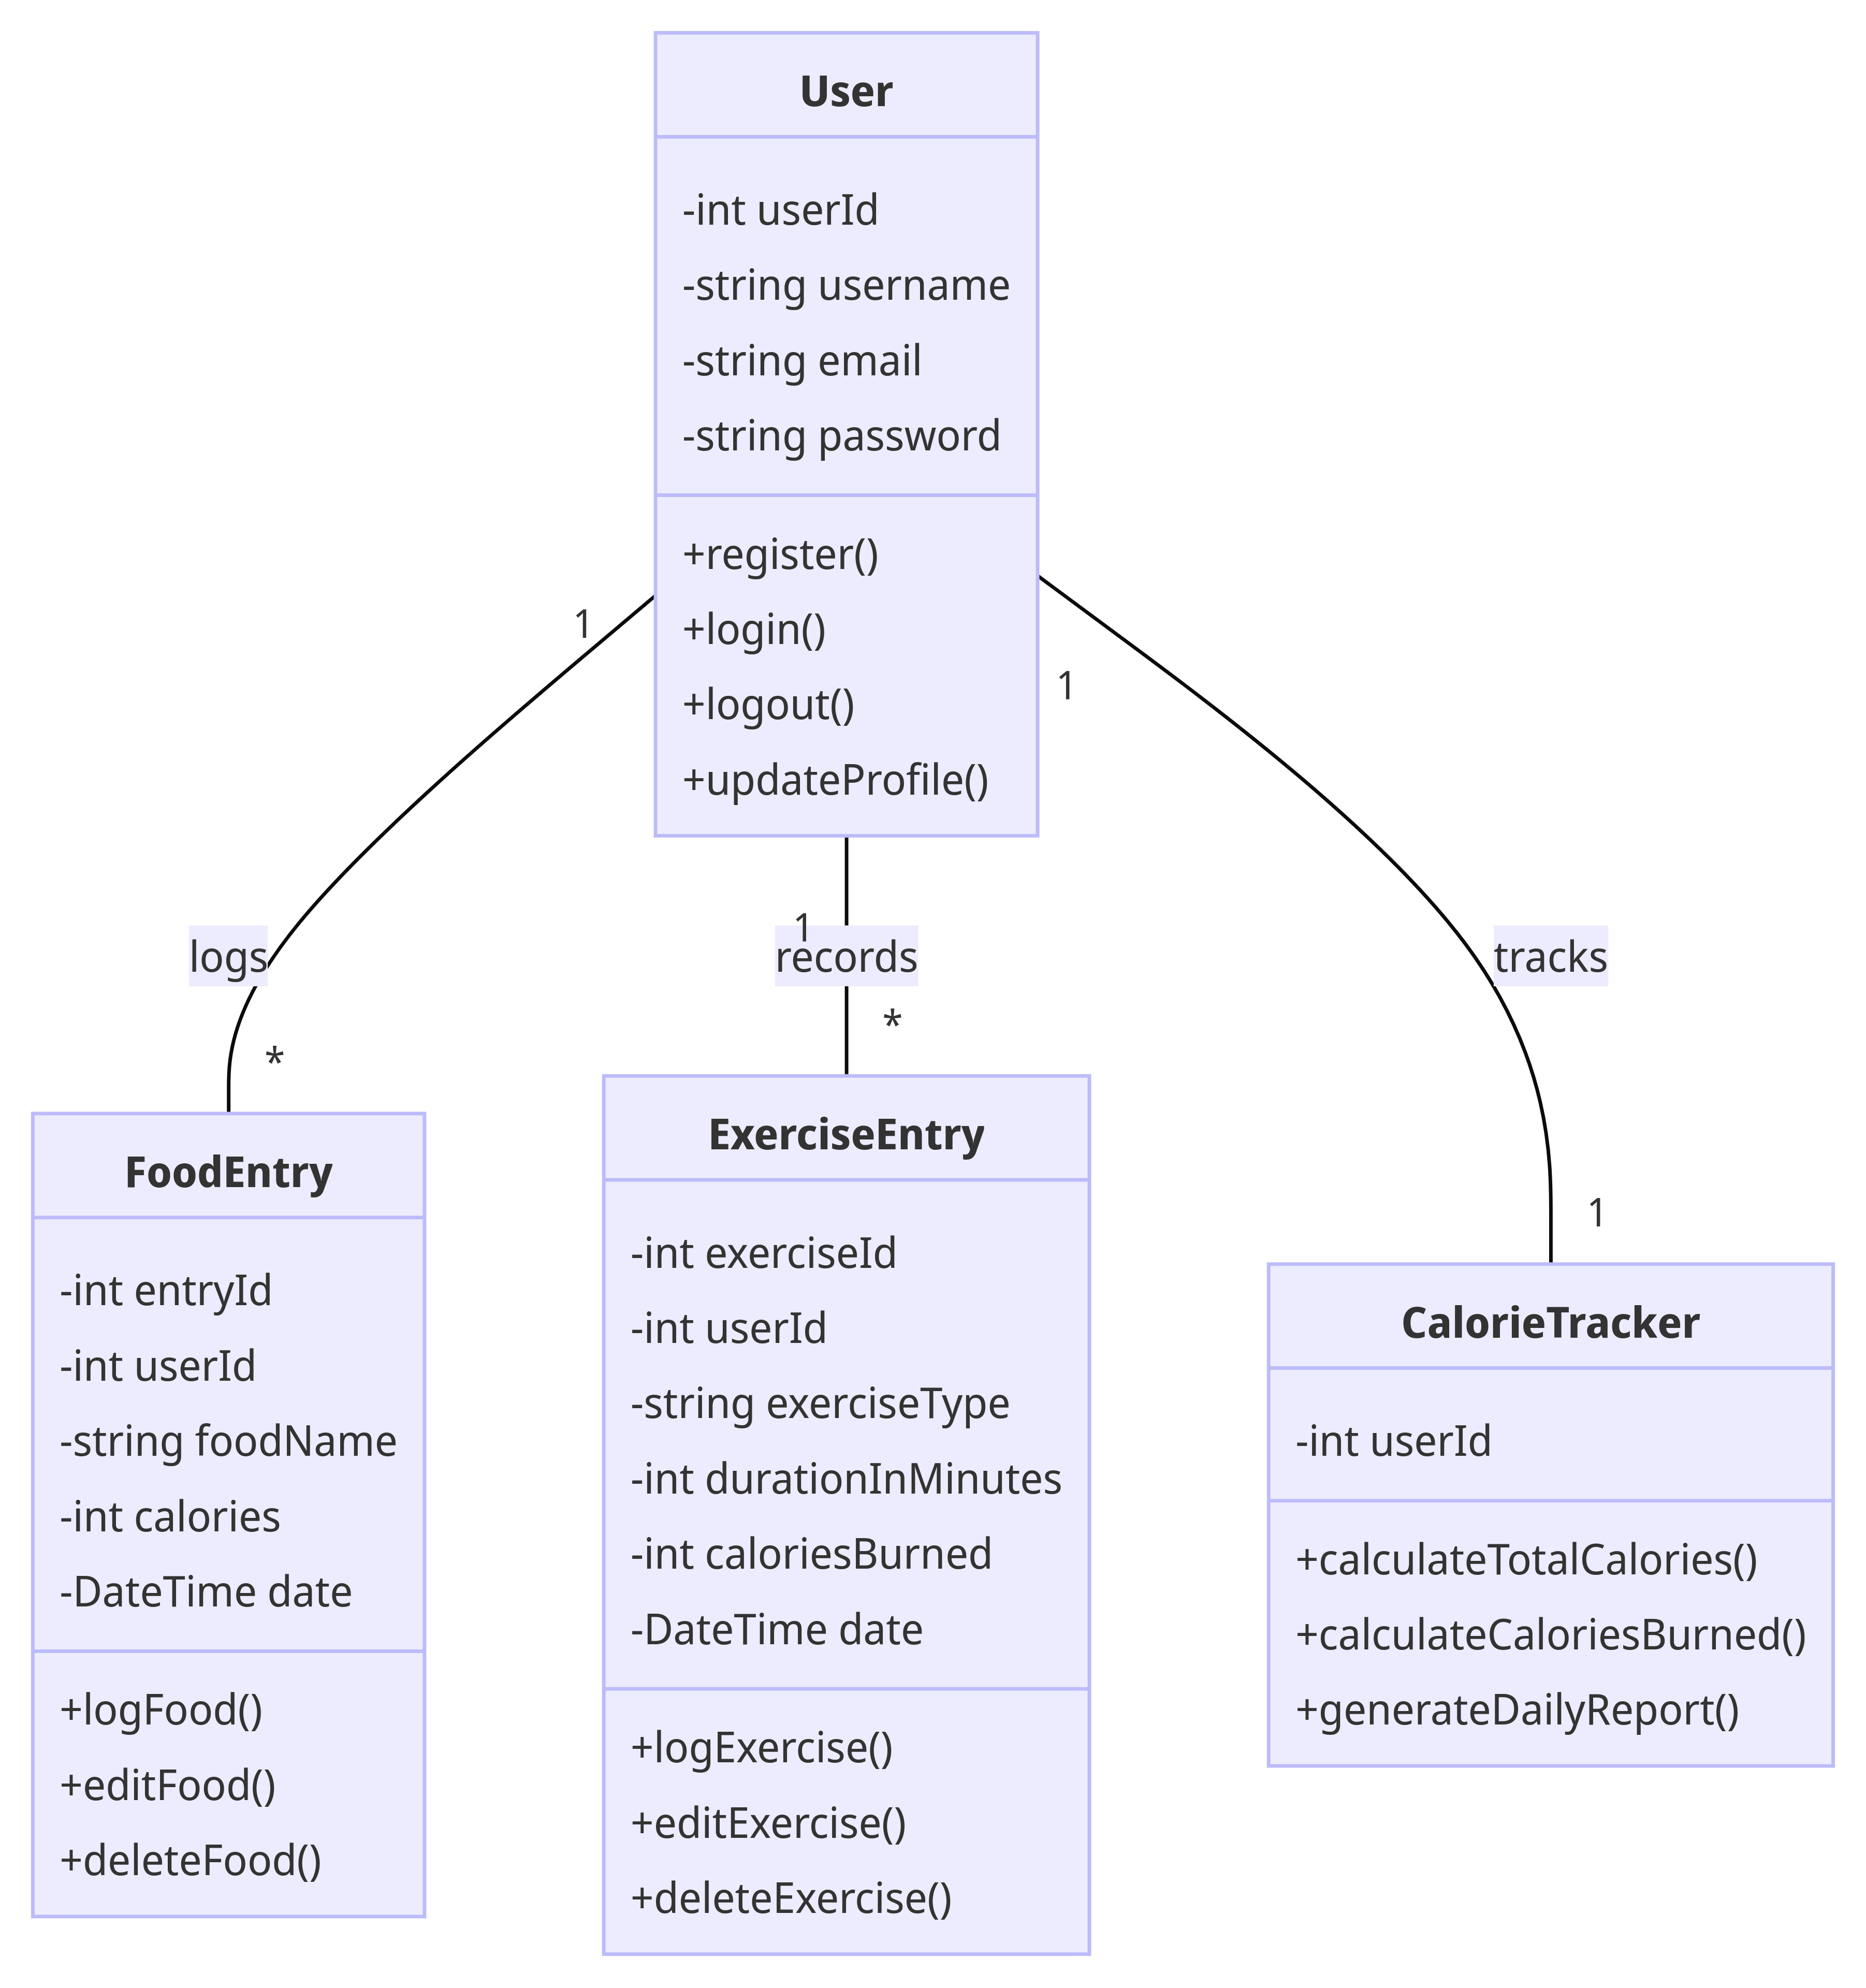 User
-int userId
-string username
-string email
-string password
+register()
+login()
+logout()
+updateProfile()
1
1
1
logs
records
tracks
*
*
1
FoodEntry
-int entryId
-int userId
-string foodName
-int calories
-DateTime date
+logFood()
+editFood()
+deleteFood()
ExerciseEntry
-int exerciseId
-int userId
-string exerciseType
-int durationInMinutes
-int caloriesBurned
-DateTime date
+logExercise()
+editExercise()
+deleteExercise()
CalorieTracker
-int userId
+calculateTotalCalories()
+calculateCaloriesBurned()
+generateDailyReport()